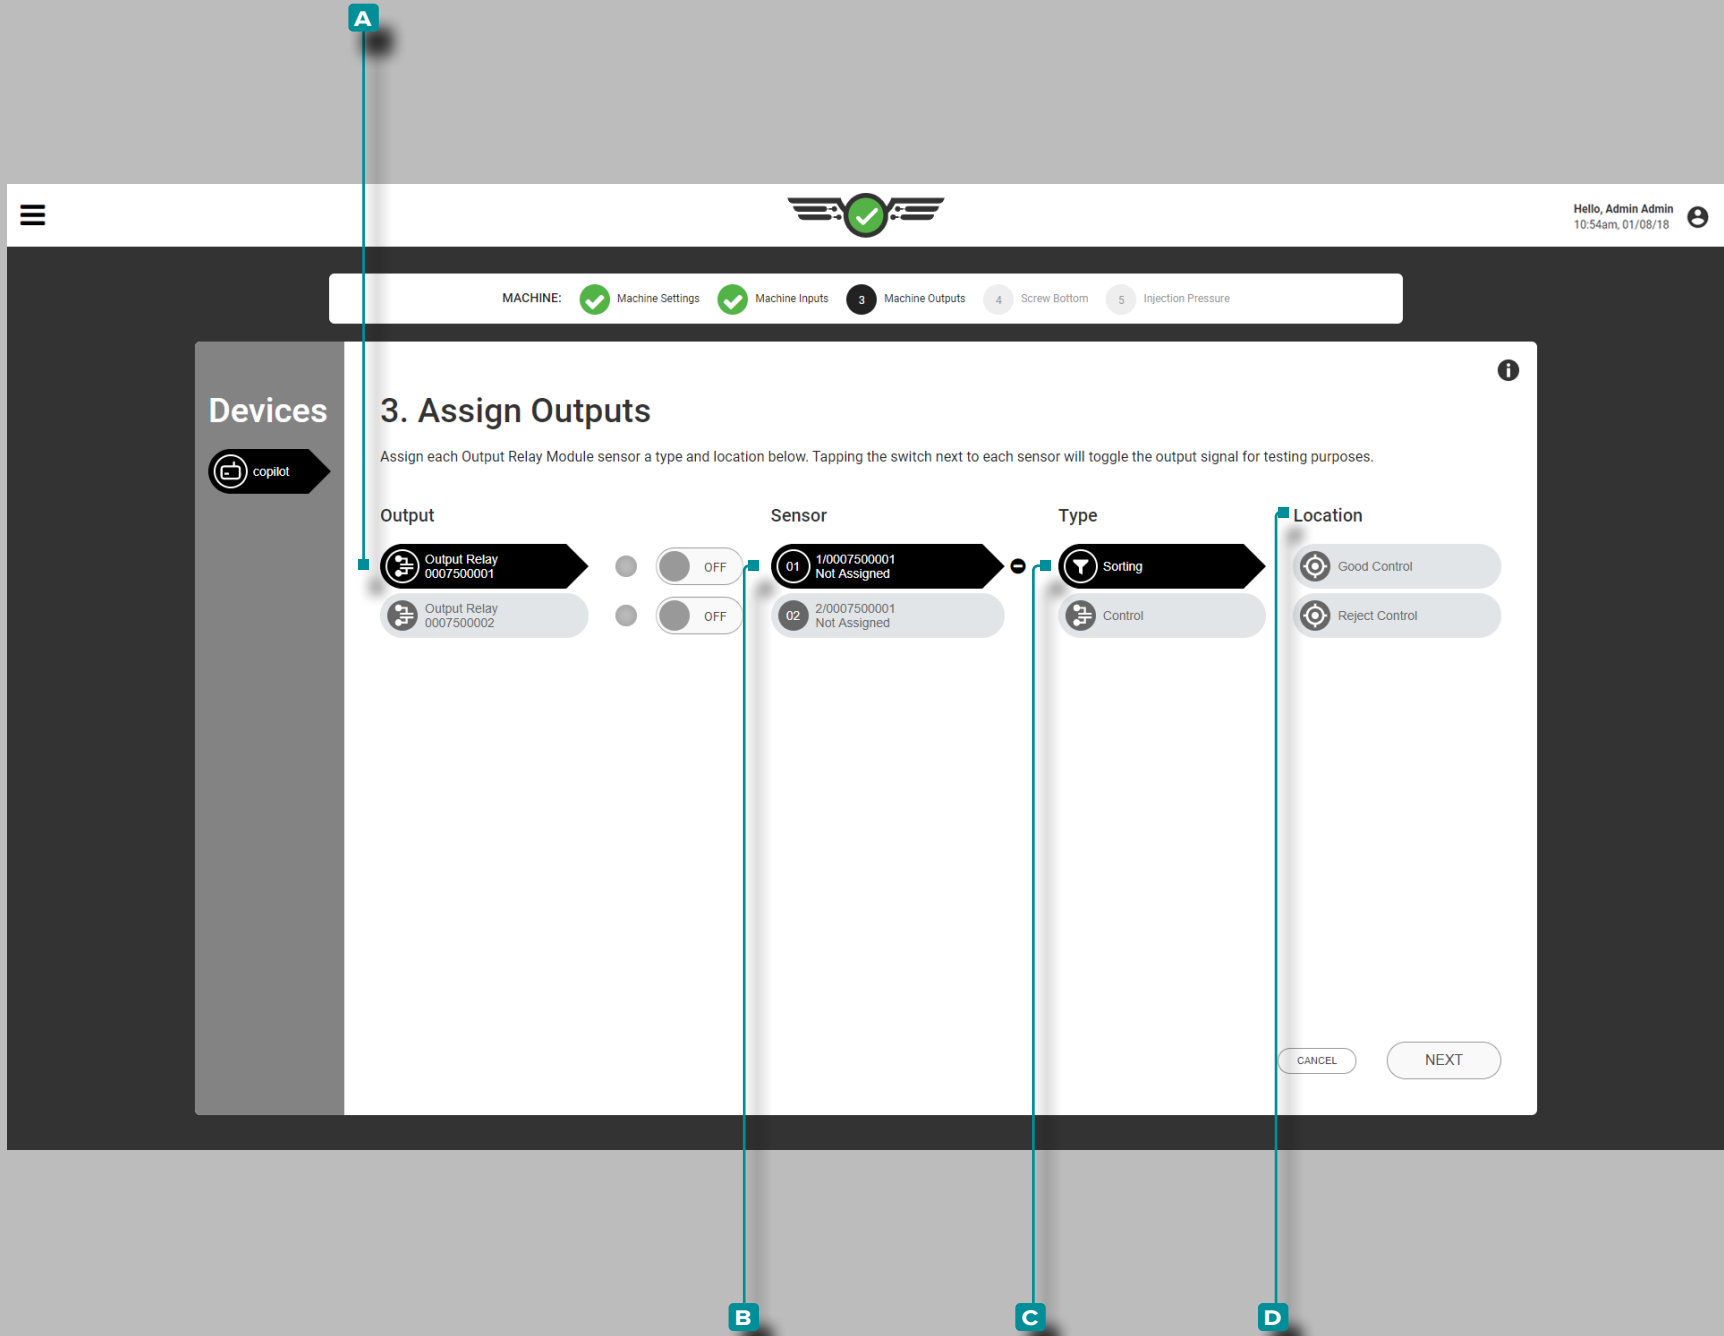 A
Hello, Admin Admin
10:54am, 01/08/18
MACHINE: Machine Settings Machine Inputs 3 Machine Outputs 4 Screw Bottom 5 Injection Pressure
Devices
copilot
3. Assign Outputs
Assign each Output Relay Module sensor a type and location below. Tapping the switch next to each sensor will toggle the output signal for testing purposes.
Output
Sensor
Type
Location
Output Relay
0007500001
OFF
01
1/0007500001
Not Assigned
Sorting
Good Control
Output Relay
0007500002
OFF
02
2/0007500001
Not Assigned
Control
Reject Control
CANCEL
NEXT
B
C
D